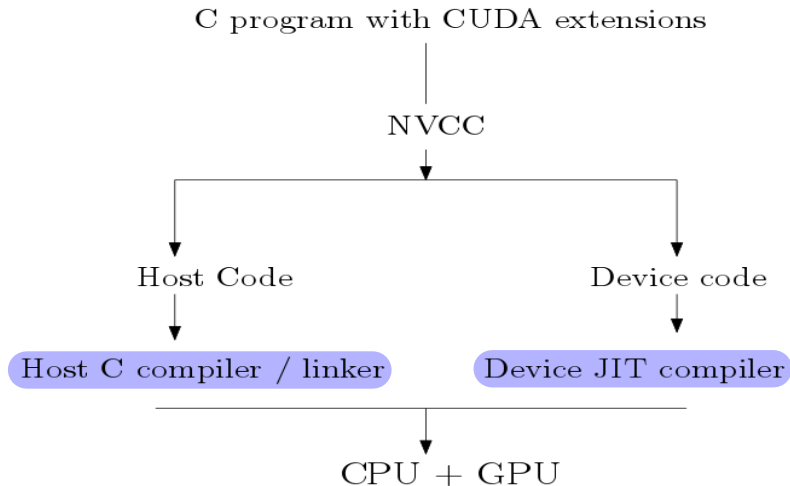 C program with CUDA extensions
NVCC
Host Code
Device code
Host C compiler / linker
Device JIT compiler
CPU + GPU